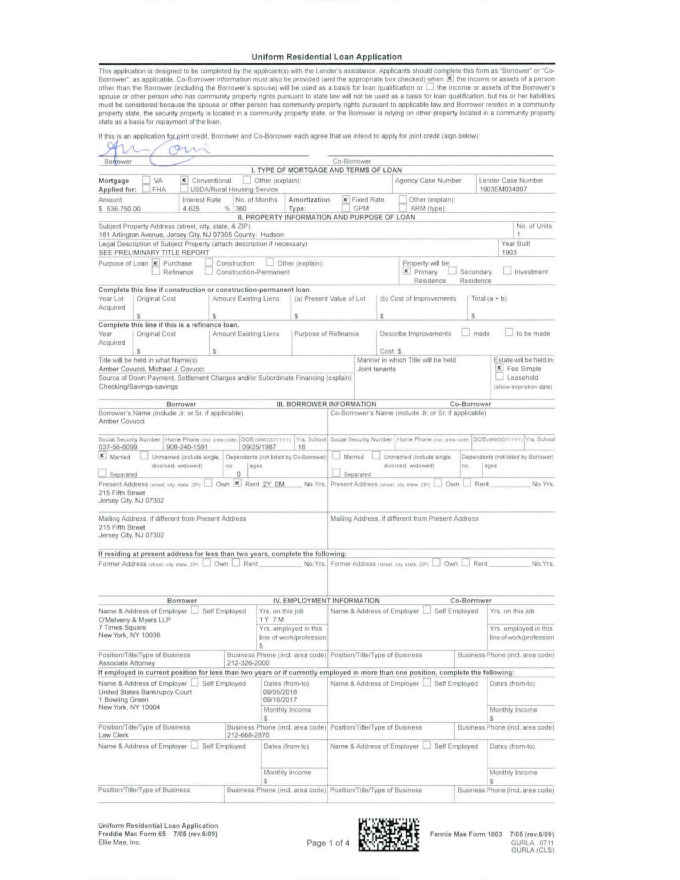 Uniform Residential Loan Application
This application is designed to be completed by the applicant(s) with the Lender's assistance. Applicants should complete this form as "Borrower" or "Co-
Borrower", as applicable. Co-Borrower information must also be provided (and the appropriate box checked) when ☒ the income or assets of a person
other than the Borrower (including the Borrower's spouse) will be used as a basis for loan qualification or ☐ the income or assets of the Borrower's
spouse or other person who has community property rights pursuant to state law will not be used as a basis for loan qualification, but his or her liabilities
must be considered because the spouse or other person has community property rights pursuant to applicable law and Borrower resides in a community
property state, the security property is located in a community property state, or the Borrower is relying on other property located in a community property
state as a basis for repayment of the loan.
If this is an application for joint credit, Borrower and Co-Borrower each agree that we intend to apply for joint credit (sign below):
Borrower Co-Borrower
I. TYPE OF MORTGAGE AND TERMS OF LOAN
Mortgage ☐ VA ☒ Conventional ☐ Other (explain): Agency Case Number Lender Case Number
Applied for: ☐ FHA ☐ USDA/Rural Housing Service 1903EM034097
Amount Interest Rate No. of Months Amortization ☒ Fixed Rate ☐ Other (explain):
$ 536,750.00 4.625 % 360 Type: ☐ GPM ☐ ARM (type):
II. PROPERTY INFORMATION AND PURPOSE OF LOAN
Subject Property Address (street, city, state, & ZIP) No. of Units
181 Arlington Avenue, Jersey City, NJ 07305 County: Hudson 1
Legal Description of Subject Property (attach description if necessary) Year Built
SEE PRELIMINARY TITLE REPORT 1903
Purpose of Loan ☒ Purchase ☐ Construction ☐ Other (explain): Property will be
☐ Refinance ☐ Construction-Permanent ☒ Primary ☐ Secondary ☐ Investment
Residence Residence
Complete this line if construction or construction-permanent loan.
Year Lot Original Cost Amount Existing Liens (a) Present Value of Lot (b) Cost of Improvements Total (a + b)
Acquired
$ $ $ $ $
Complete this line if this is a refinance loan.
Year Original Cost Amount Existing Liens Purpose of Refinance Describe Improvements ☐ made ☐ to be made
Acquired
$ $ Cost: $
Title will be held in what Name(s) Manner in which Title will be held Estate will be held in:
Amber Covucci, Michael J. Covucci Joint tenants ☒ Fee Simple
Source of Down Payment, Settlement Charges and/or Subordinate Financing (explain) ☐ Leasehold
Checking/Savings-savings (show expiration date)
Borrower III. BORROWER INFORMATION Co-Borrower
Borrower's Name (include Jr. or Sr. if applicable) Co-Borrower's Name (include Jr. or Sr. if applicable)
Amber Covucci
Social Security Number Home Phone (incl. area code) DOB (MM/DD/YYYY) Yrs. School Social Security Number Home Phone (incl. area code) DOB (MM/DD/YYYY) Yrs. School
037-56-6099 908-240-1591 09/25/1987 16
☒ Married ☐ Unmarried (include single, Dependents (not listed by Co-Borrower) ☐ Married ☐ Unmarried (include single, Dependents (not listed by Borrower)
divorced, widowed) no. ages divorced, widowed) no. ages
☐ Separated 0 ☐ Separated
Present Address (street, city, state, ZIP) ☐ Own ☒ Rent 2Y 0M No. Yrs. Present Address (street, city, state, ZIP) ☐ Own ☐ Rent No. Yrs.
215 Fifth Street
Jersey City, NJ 07302
Mailing Address, if different from Present Address Mailing Address, if different from Present Address
215 Fifth Street
Jersey City, NJ 07302
If residing at present address for less than two years, complete the following:
Former Address (street, city, state, ZIP) ☐ Own ☐ Rent No. Yrs. Former Address (street, city, state, ZIP) ☐ Own ☐ Rent No. Yrs.
Borrower IV. EMPLOYMENT INFORMATION Co-Borrower
Name & Address of Employer ☐ Self Employed Yrs. on this job Name & Address of Employer ☐ Self Employed Yrs. on this job
O'Melveny & Myers LLP 1Y 7M
7 Times Square Yrs. employed in this Yrs. employed in this
New York, NY 10036 line of work/profession line of work/profession
5
Position/Title/Type of Business Business Phone (incl. area code) Position/Title/Type of Business Business Phone (incl. area code)
Associate Attorney 212-326-2000
If employed in current position for less than two years or if currently employed in more than one position, complete the following:
Name & Address of Employer ☐ Self Employed Dates (from-to) Name & Address of Employer ☐ Self Employed Dates (from-to)
United States Bankrupcy Court 09/05/2016
1 Bowling Green 09/16/2017
New York, NY 10004 Monthly Income Monthly Income
$ $
Position/Title/Type of Business Business Phone (incl. area code) Position/Title/Type of Business Business Phone (incl. area code)
Law Clerk 212-668-2870
Name & Address of Employer ☐ Self Employed Dates (from-to) Name & Address of Employer ☐ Self Employed Dates (from-to)
Monthly Income Monthly Income
$ $
Position/Title/Type of Business Business Phone (incl. area code) Position/Title/Type of Business Business Phone (incl. area code)
Uniform Residential Loan Application
Freddie Mac Form 65 7/05 (rev.6/09) Fannie Mae Form 1003 7/05 (rev.6/09)
Ellie Mae, Inc. Page 1 of 4 GURLA 0711
GURLA (CLS)